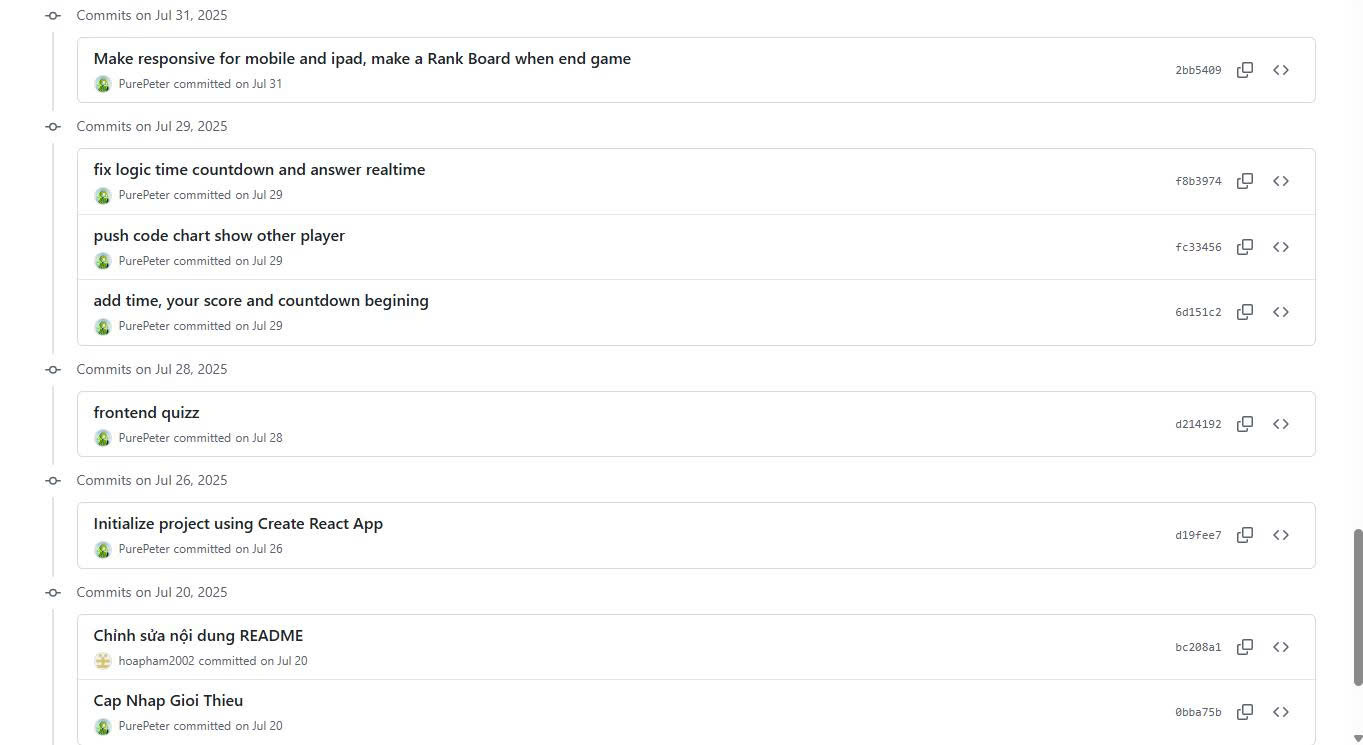 Commits on Jul 31, 2025
Make responsive for mobile and ipad, make a Rank Board when end game
PurePeter committed on Jul 31
2bb5409
Commits on Jul 29, 2025
fix logic time countdown and answer realtime
PurePeter committed on Jul 29
f8b3974
push code chart show other player
PurePeter committed on Jul 29
fc33456
add time, your score and countdown begining
PurePeter committed on Jul 29
6d151c2
Commits on Jul 28, 2025
frontend quizz
PurePeter committed on Jul 28
d214192
Commits on Jul 26, 2025
Initialize project using Create React App
PurePeter committed on Jul 26
d19fee7
Commits on Jul 20, 2025
Chỉnh sửa nội dung README
hoapham2002 committed on Jul 20
bc208a1
Cap Nhap Gioi Thieu
PurePeter committed on Jul 20
0bba75b